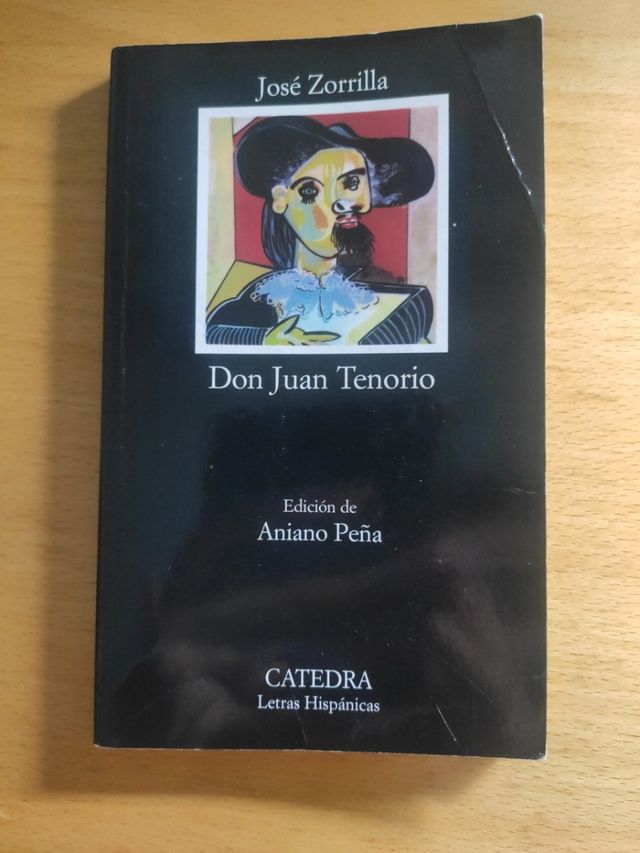 José Zorrilla
Don Juan Tenorio
Edición de
Aniano Peña
CATEDRA
Letras Hispánicas